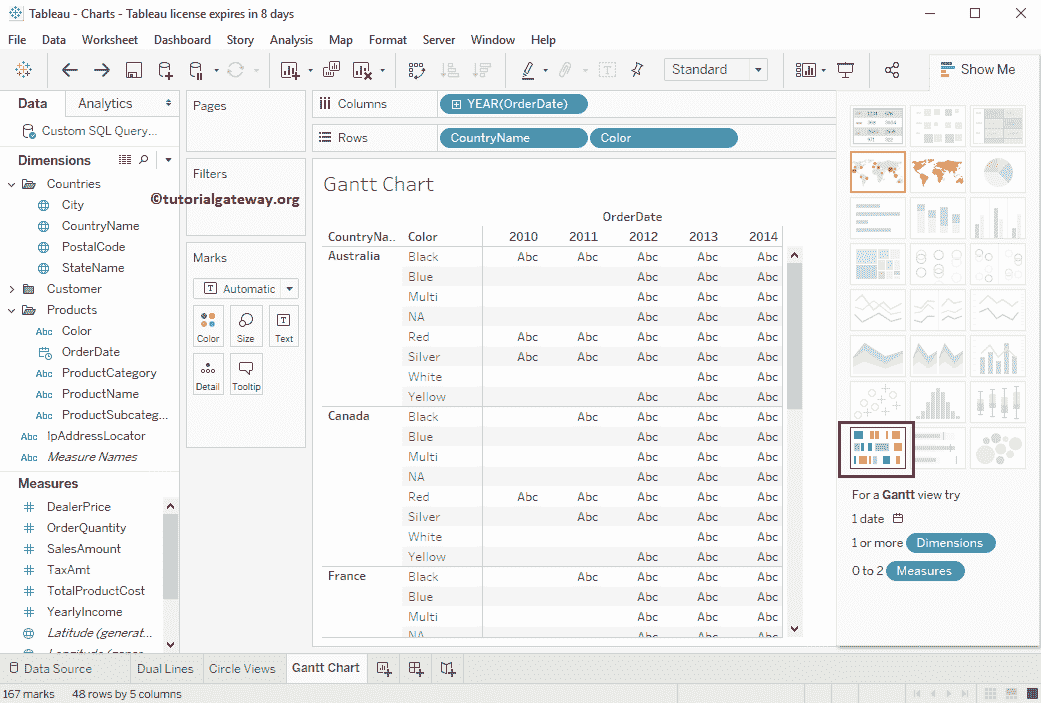 Tableau - Charts - Tableau license expires in 8 days
File Data Worksheet Dashboard Story Analysis Map Format Server Window Help
Standard
Show Me
Data Analytics
Custom SQL Query...
Dimensions
Countries
City
CountryName
PostalCode
StateName
Customer
Products
Color
OrderDate
ProductCategory
ProductName
ProductSubcateg...
IpAddressLocator
Measure Names
Measures
DealerPrice
OrderQuantity
SalesAmount
TaxAmt
TotalProductCost
YearlyIncome
Latitude (generat...
Pages
Filters
©tutorialgateway.org
Marks
Automatic
Color Size Text
Detail Tooltip
Columns YEAR(OrderDate)
Rows CountryName Color
Gantt Chart
OrderDate
CountryNa.. Color 2010 2011 2012 2013 2014
Australia Black Abc Abc Abc Abc Abc
Blue Abc Abc Abc
Multi Abc Abc Abc
NA Abc Abc Abc
Red Abc Abc Abc Abc Abc
Silver Abc Abc Abc Abc Abc
White Abc Abc
Yellow Abc Abc Abc
Canada Black Abc Abc Abc Abc
Blue Abc Abc Abc
Multi Abc Abc Abc
NA Abc Abc Abc
Red Abc Abc Abc Abc Abc
Silver Abc Abc Abc Abc
White Abc Abc
Yellow Abc Abc Abc
France Black Abc Abc Abc Abc
Blue Abc Abc Abc
Multi Abc Abc Abc
NA Abc Abc Abc
For a Gantt view try
1 date
1 or more Dimensions
0 to 2 Measures
Data Source Dual Lines Circle Views Gantt Chart
167 marks 48 rows by 5 columns